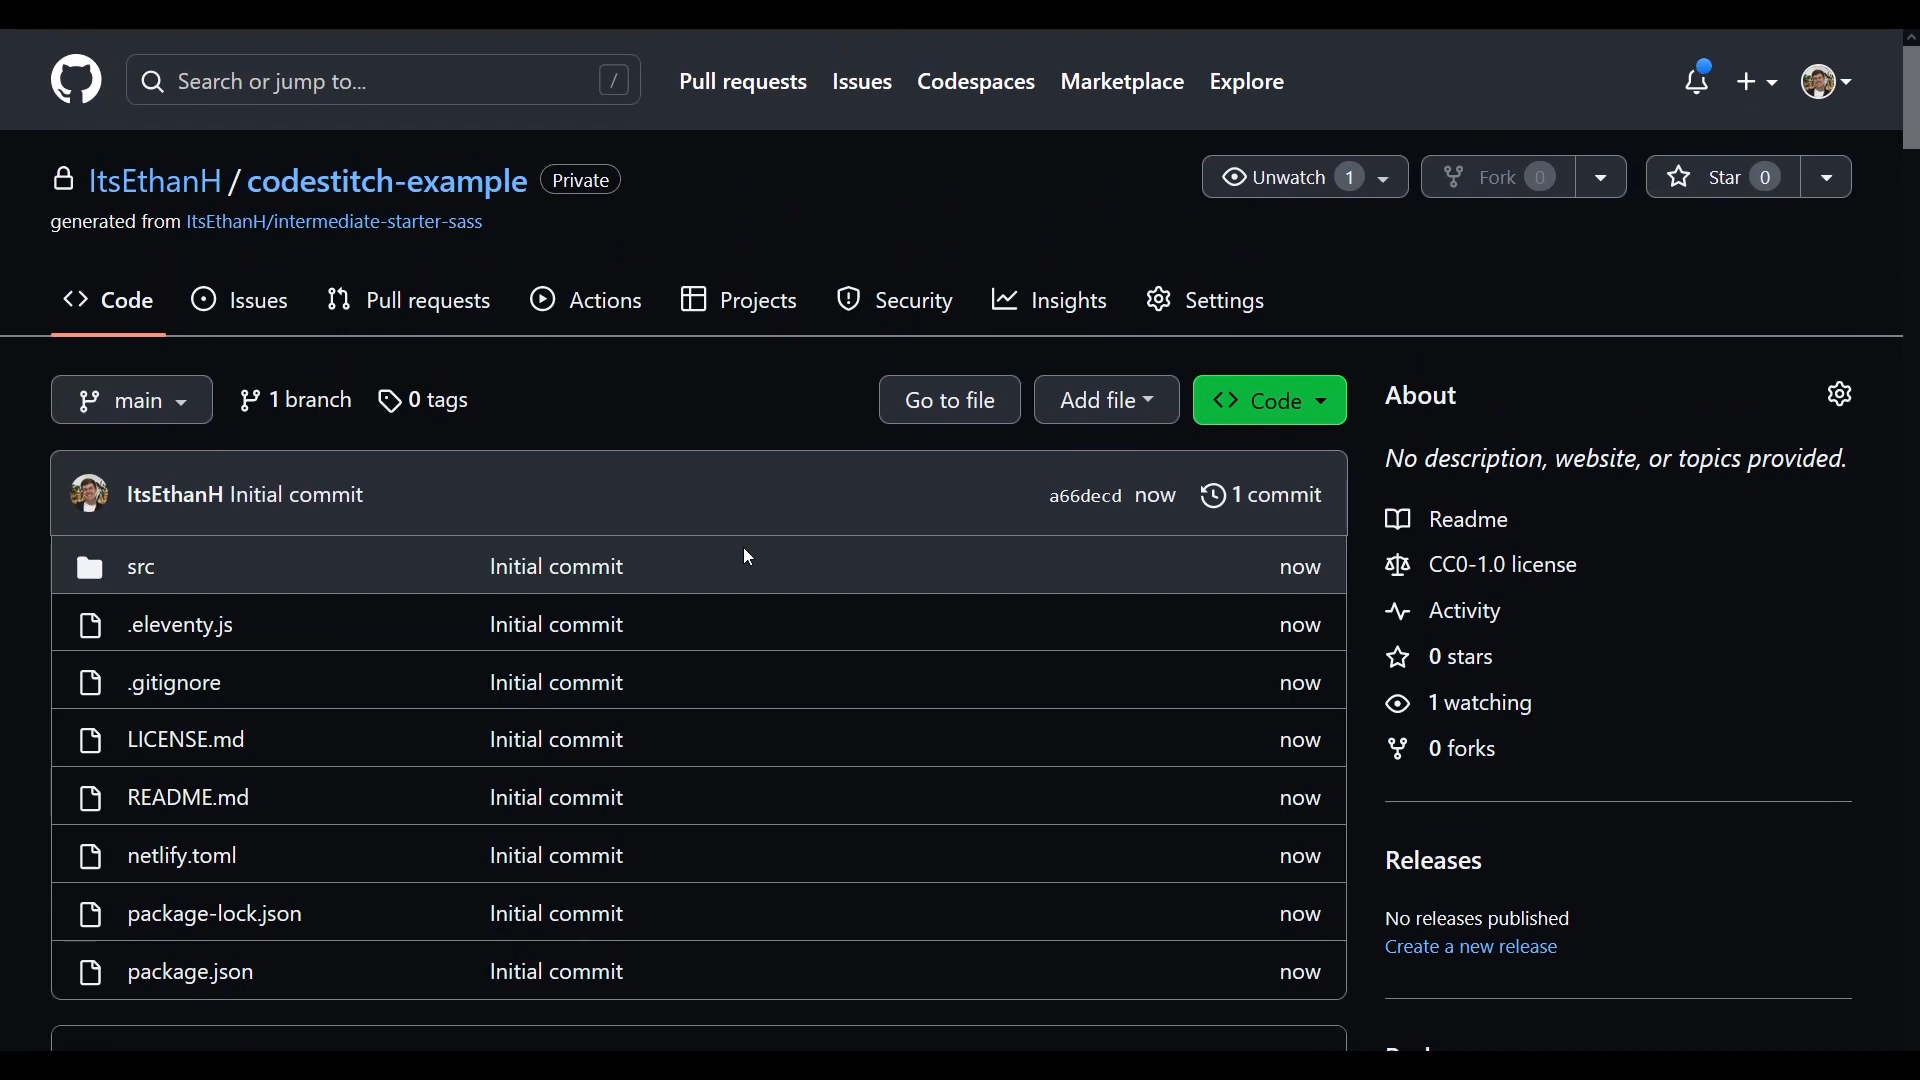 Search or jump to... / Pull requests Issues Codespaces Marketplace Explore
ItsEthanH / codestitch-example Private Unwatch 1 Fork 0 Star 0
generated from ItsEthanH/intermediate-starter-sass
Code Issues Pull requests Actions Projects Security Insights Settings
main 1 branch 0 tags Go to file Add file Code
ItsEthanH Initial commit a66decd now 1 commit
src Initial commit now
.eleventy.js Initial commit now
.gitignore Initial commit now
LICENSE.md Initial commit now
README.md Initial commit now
netlify.toml Initial commit now
package-lock.json Initial commit now
package.json Initial commit now
About
No description, website, or topics provided.
Readme
CC0-1.0 license
Activity
0 stars
1 watching
0 forks
Releases
No releases published
Create a new release